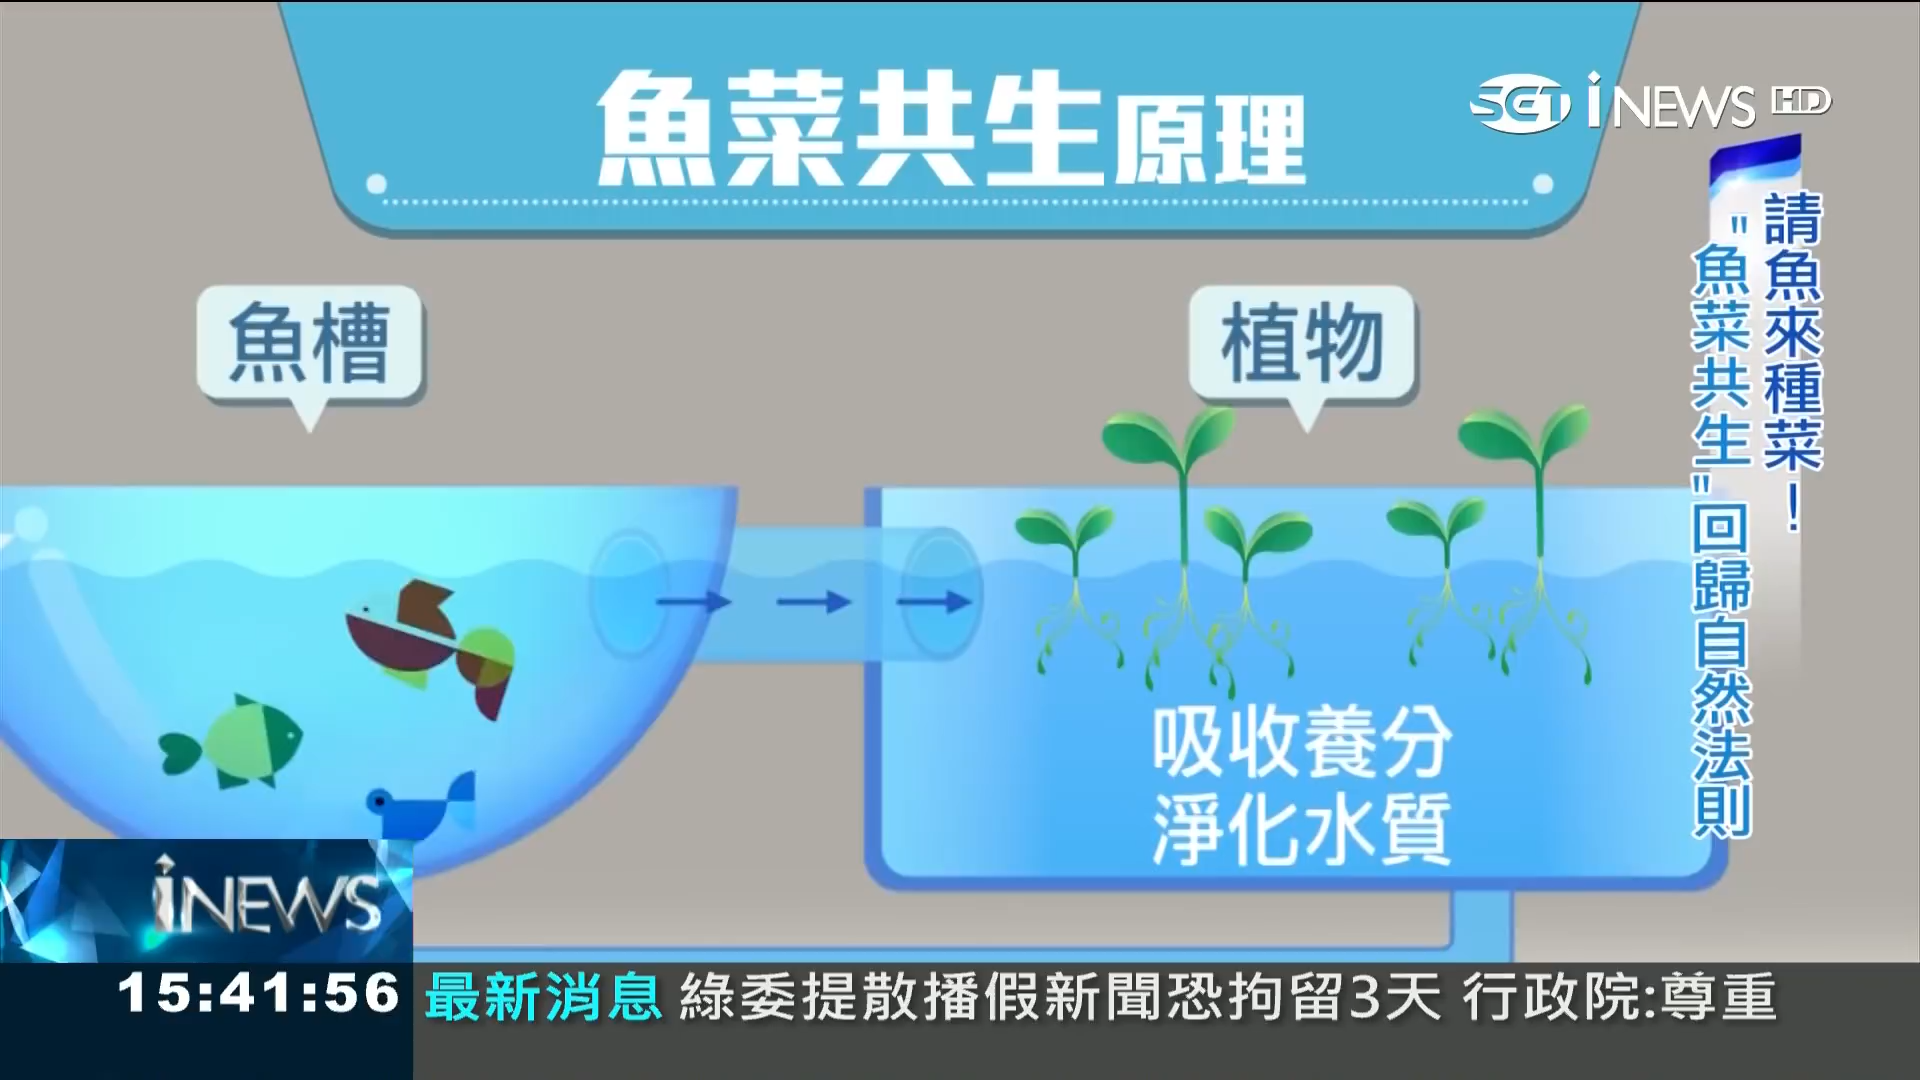 魚菜共生原理
SET iNEWS HD
魚槽
植物
請魚來種菜！
"魚菜共生"回歸自然法則
吸收養分
淨化水質
iNEWS
15:41:56
最新消息 綠委提散播假新聞恐拘留3天 行政院:尊重